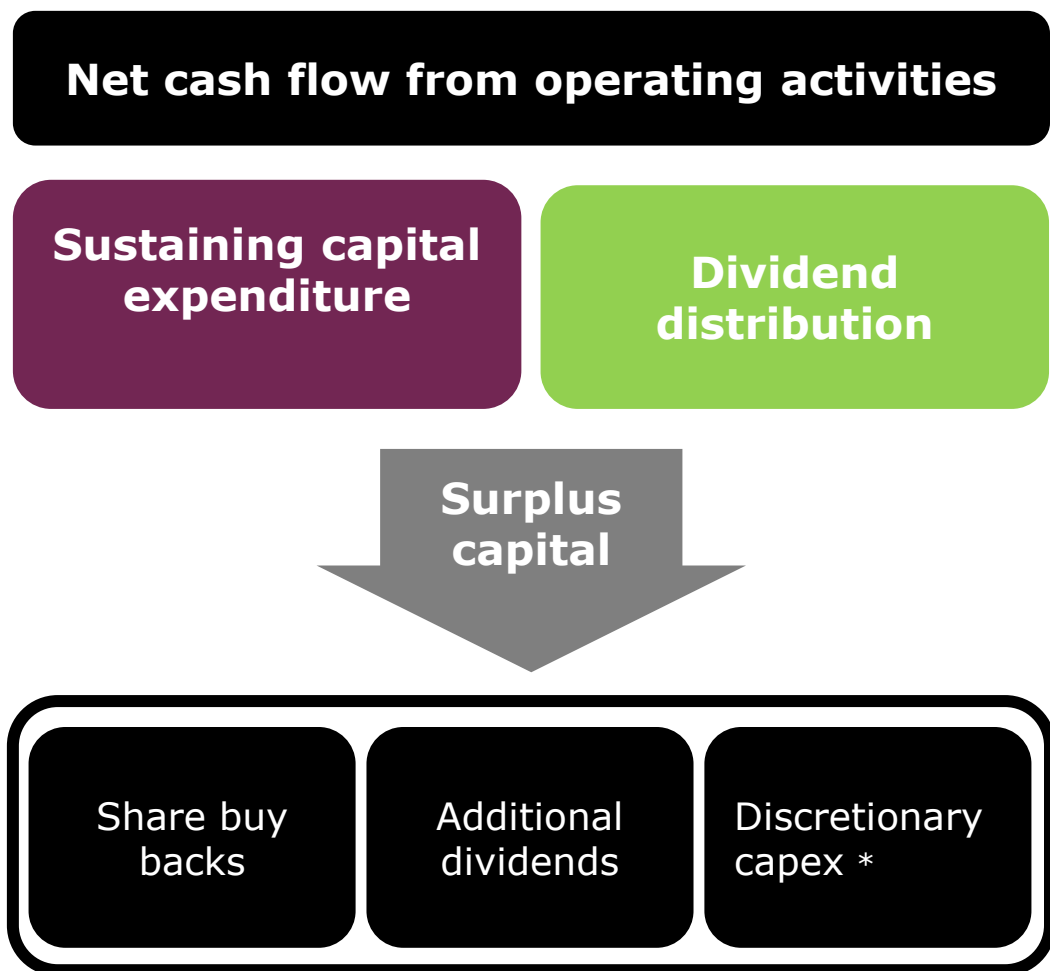 Net cash flow from operating activities
Sustaining capital
expenditure
Dividend
distribution
Surplus
capital
Share buy
backs
Additional
dividends
Discretionary
capex *